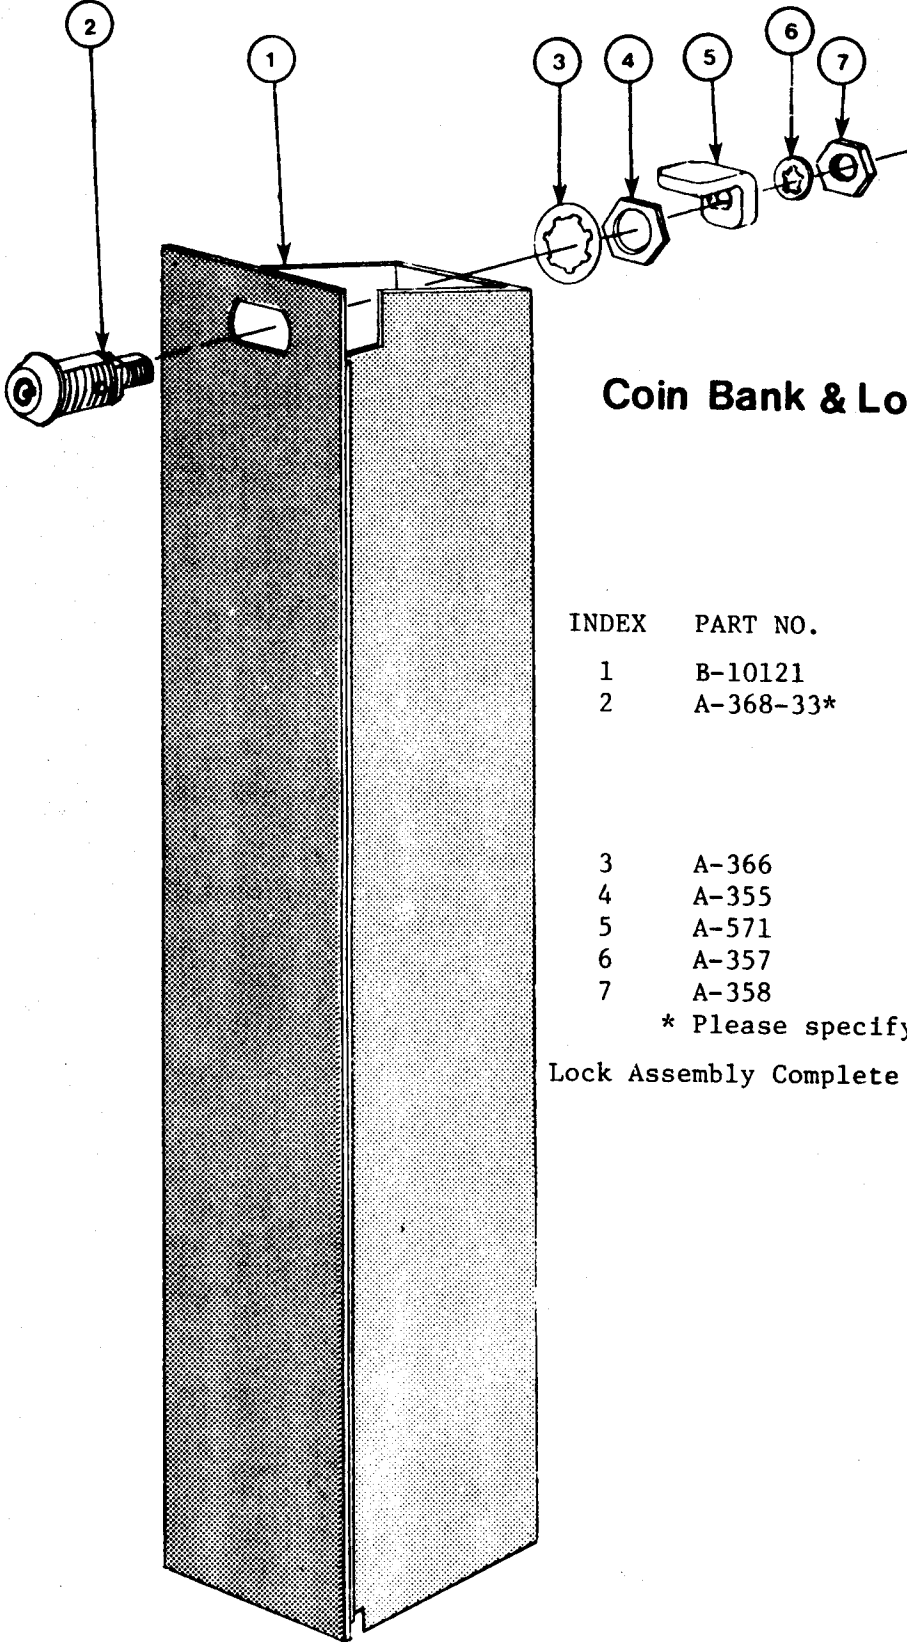 2
1
3 4 5 6 7
Coin Bank & Lo
INDEX PART NO.
1 B-10121
2 A-368-33*
3 A-366
4 A-355
5 A-571
6 A-357
7 A-358
* Please specify
Lock Assembly Complete